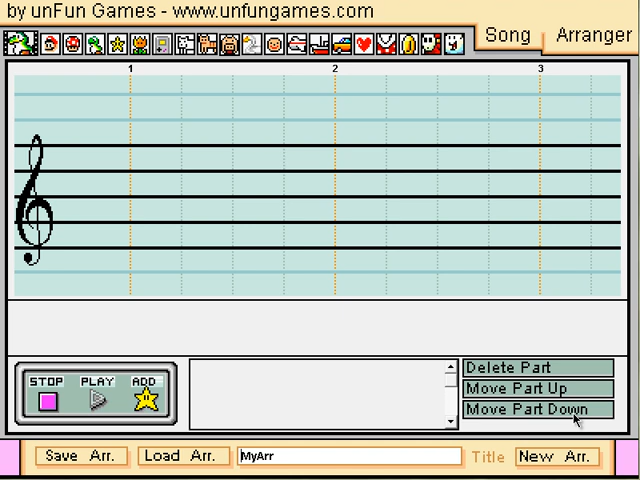 by unFun Games - www.unfungames.com
Song Arranger
1 2 3
STOP PLAY ADD
Delete Part
Move Part Up
Move Part Down
Save Arr. Load Arr. MyArr Title New Arr.